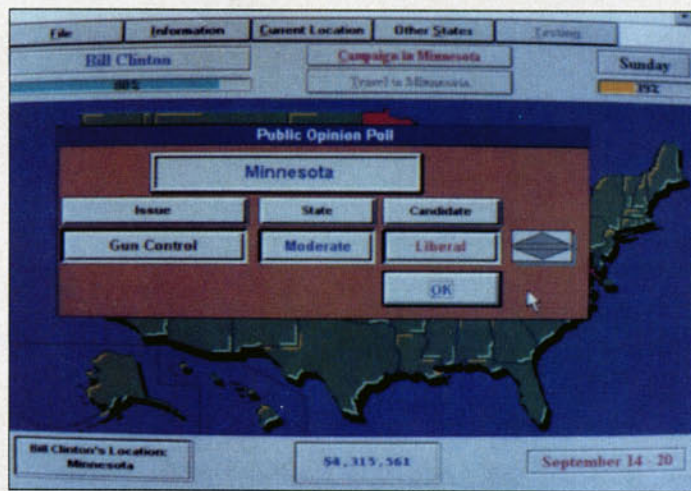 File Information Current Location Other States Testing
Bill Clinton Campaign in Minnesota Sunday
Travel in Minnesota
Public Opinion Poll
Minnesota
Issue State Candidate
Gun Control Moderate Liberal
OK
Bill Clinton's Location:
Minnesota
$4,315,561
September 14 - 20